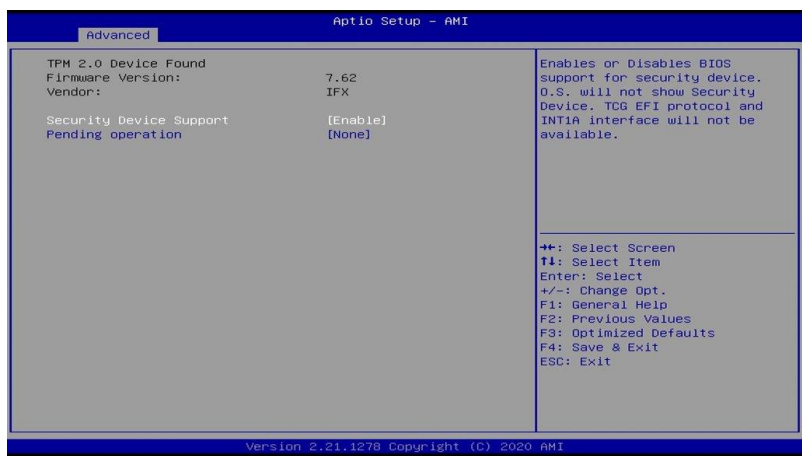 Aptio Setup - AMI
Advanced
TPM 2.0 Device Found
Firmware Version: 7.62
Vendor: IFX
Security Device Support [Enable]
Pending operation [None]
Enables or Disables BIOS
support for security device.
O.S. will not show Security
Device. TCG EFI protocol and
INT1A interface will not be
available.
→←: Select Screen
↑↓: Select Item
Enter: Select
+/-: Change Opt.
F1: General Help
F2: Previous Values
F3: Optimized Defaults
F4: Save & Exit
ESC: Exit
Version 2.21.1278 Copyright (C) 2020 AMI